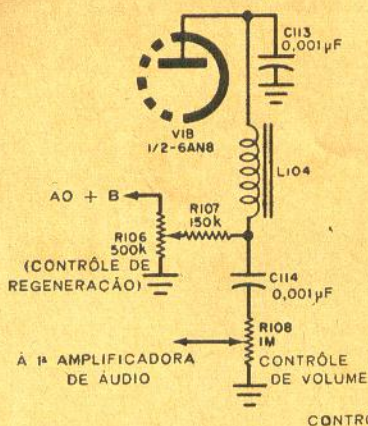 C113
0,001µF
V1B
1/2-6AN8
L104
AO + B
R107
150k
R106
500k
(CONTRÔLE DE
REGENERAÇÃO)
C114
0,001µF
R108
1M
À 1ª AMPLIFICADORA
DE ÁUDIO
CONTRÔLE
DE VOLUME
CONTRÔ